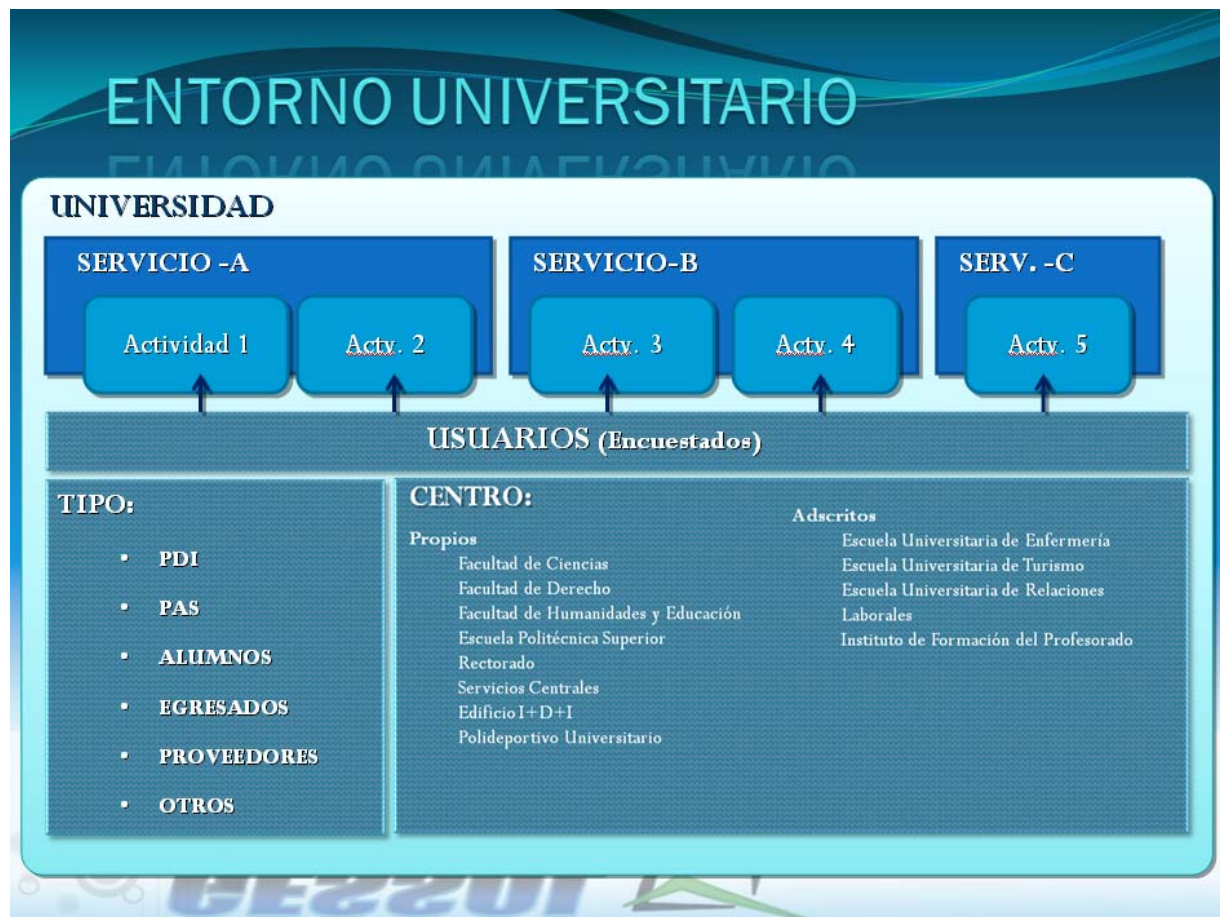 ENTORNO UNIVERSITARIO
UNIVERSIDAD
SERVICIO -A
Actividad 1
Actv. 2
SERVICIO-B
Actv. 3
Actv. 4
SERV. -C
Actv. 5
USUARIOS (Encuestados)
TIPO:
• PDI
• PAS
• ALUMNOS
• EGRESADOS
• PROVEEDORES
• OTROS
CENTRO:
Propios
Facultad de Ciencias
Facultad de Derecho
Facultad de Humanidades y Educación
Escuela Politécnica Superior
Rectorado
Servicios Centrales
Edificio I+D+I
Polideportivo Universitario
Adscritos
Escuela Universitaria de Enfermería
Escuela Universitaria de Turismo
Escuela Universitaria de Relaciones
Laborales
Instituto de Formación del Profesorado